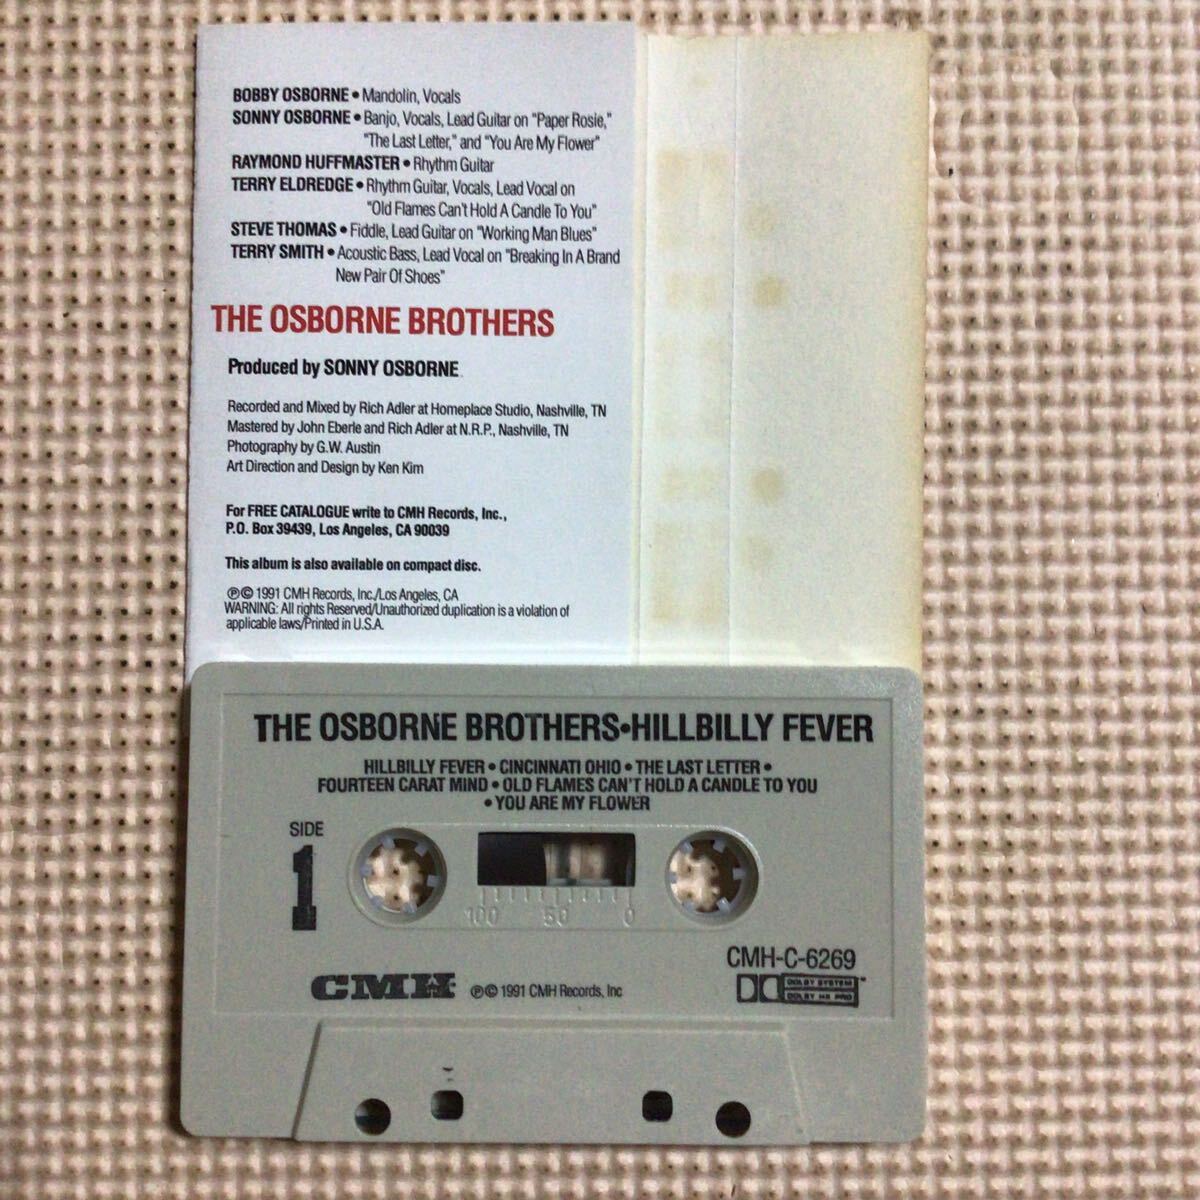 BOBBY OSBORNE • Mandolin, Vocals
SONNY OSBORNE • Banjo, Vocals, Lead Guitar on "Paper Rosie,"
"The Last Letter," and "You Are My Flower"
RAYMOND HUFFMASTER • Rhythm Guitar
TERRY ELDREDGE • Rhythm Guitar, Vocals, Lead Vocal on
"Old Flames Can't Hold A Candle To You"
STEVE THOMAS • Fiddle, Lead Guitar on "Working Man Blues"
TERRY SMITH • Acoustic Bass, Lead Vocal on "Breaking In A Brand
New Pair Of Shoes"
THE OSBORNE BROTHERS
Produced by SONNY OSBORNE
Recorded and Mixed by Rich Adler at Homeplace Studio, Nashville, TN
Mastered by John Eberle and Rich Adler at N.R.P., Nashville, TN
Photography by G.W. Austin
Art Direction and Design by Ken Kim
For FREE CATALOGUE write to CMH Records, Inc.,
P.O. Box 39439, Los Angeles, CA 90039
This album is also available on compact disc.
℗© 1991 CMH Records, Inc./Los Angeles, CA
WARNING: All rights Reserved/Unauthorized duplication is a violation of
applicable laws/Printed in U.S.A.
THE OSBORNE BROTHERS•HILLBILLY FEVER
HILLBILLY FEVER • CINCINNATI OHIO • THE LAST LETTER •
FOURTEEN CARAT MIND • OLD FLAMES CAN'T HOLD A CANDLE TO YOU
• YOU ARE MY FLOWER
SIDE
1
100 50 0
CMH-C-6269
CMH ℗© 1991 CMH Records, Inc
DOLBY SYSTEM™
DOLBY HX PRO